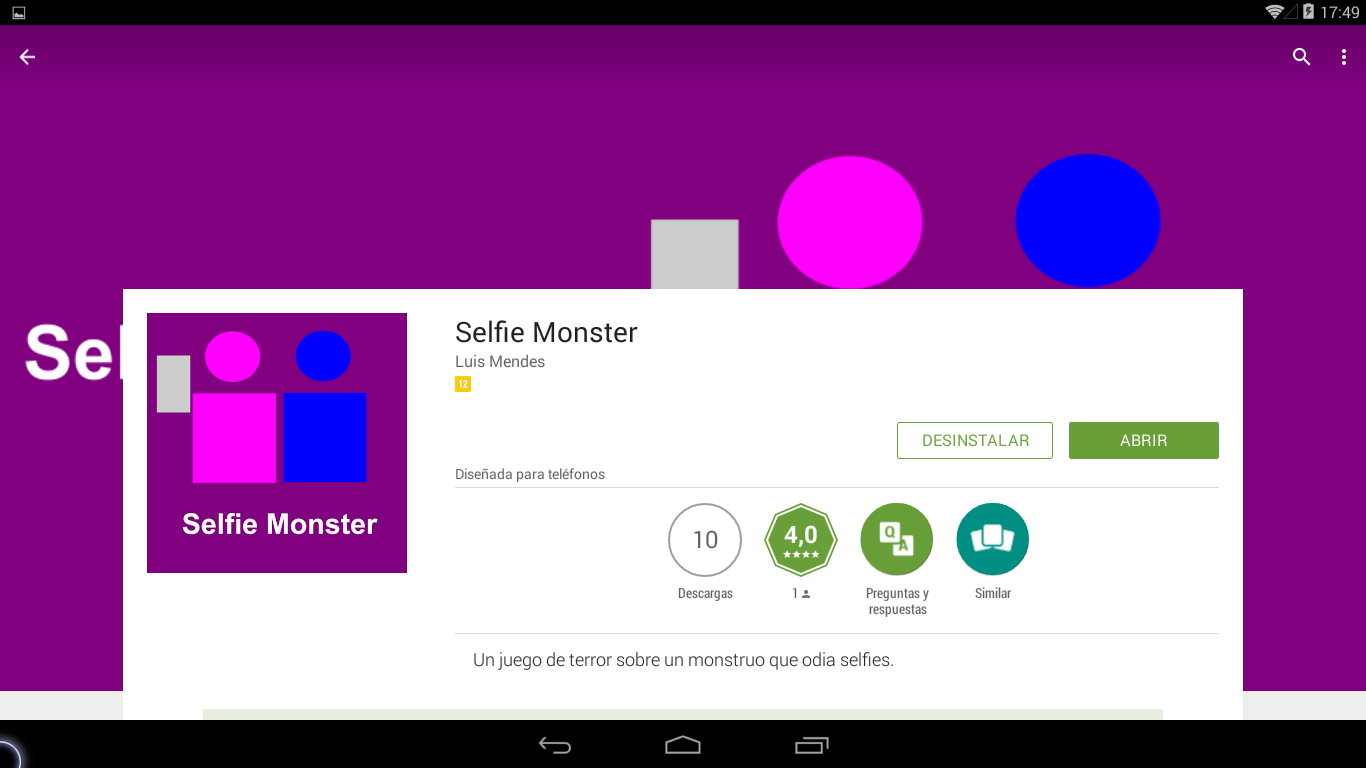 17:49
Sel
Selfie Monster
Selfie Monster
Luis Mendes
12
DESINSTALAR
ABRIR
Diseñada para teléfonos
10
4,0
Q
A
Descargas
1
Preguntas y
respuestas
Similar
Un juego de terror sobre un monstruo que odia selfies.